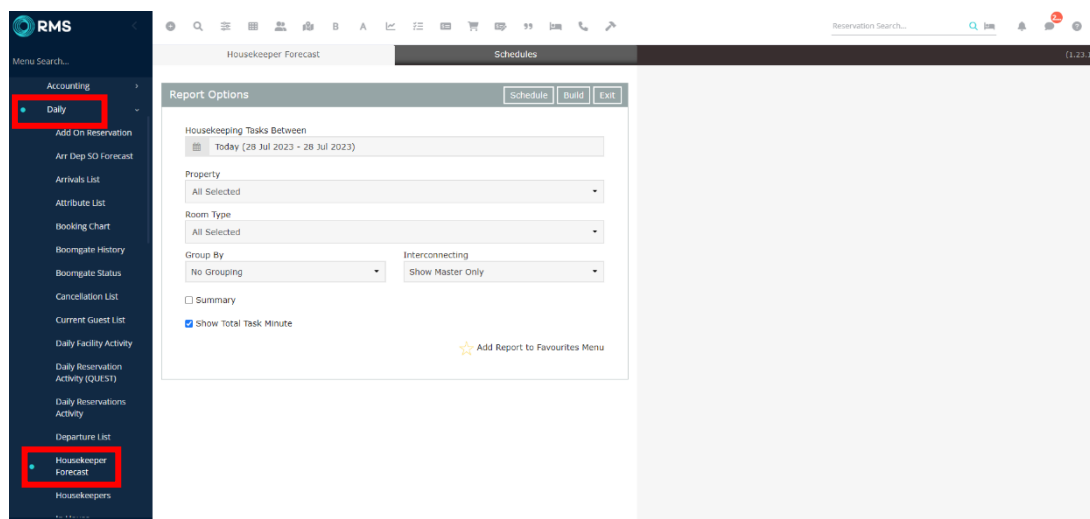 RMS
Reservation Search...
2...
Menu Search...
Housekeeper Forecast
Schedules
Accounting
Daily
Add On Reservation
Arr Dep SO Forecast
Arrivals List
Attribute List
Booking Chart
Boomgate History
Boomgate Status
Cancellation List
Current Guest List
Daily Facility Activity
Daily Reservation
Activity (QUEST)
Daily Reservations
Activity
Departure List
Housekeeper
Forecast
Housekeepers
Report Options
Schedule
Build
Exit
Housekeeping Tasks Between
Today (28 Jul 2023 - 28 Jul 2023)
Property
All Selected
Room Type
All Selected
Group By
Interconnecting
No Grouping
Show Master Only
Summary
Show Total Task Minute
Add Report to Favourites Menu